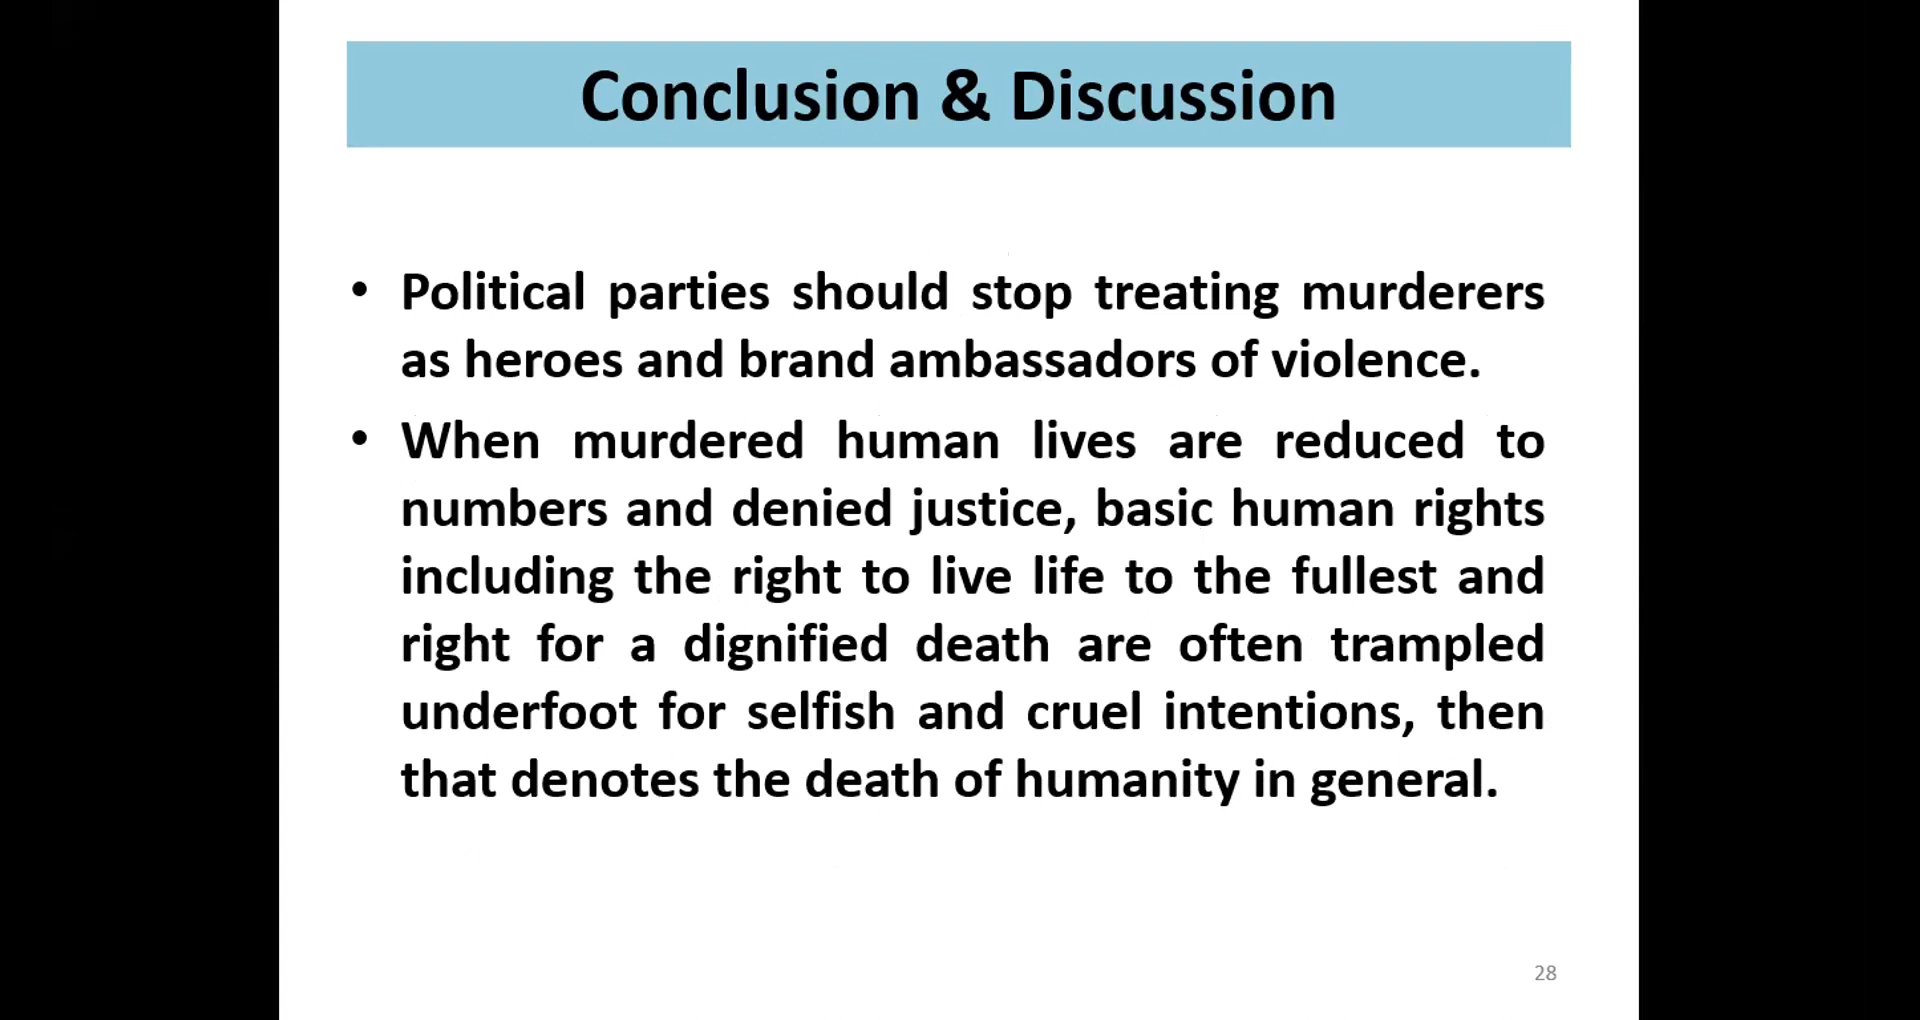 Conclusion & Discussion
• Political parties should stop treating murderers
as heroes and brand ambassadors of violence.
• When murdered human lives are reduced to
numbers and denied justice, basic human rights
including the right to live life to the fullest and
right for a dignified death are often trampled
underfoot for selfish and cruel intentions, then
that denotes the death of humanity in general.
28